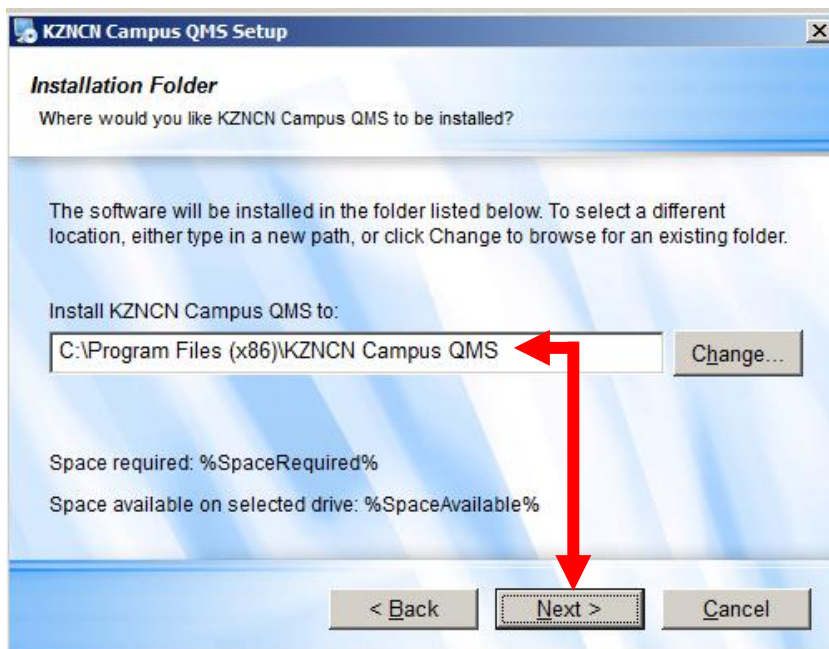 KZNCN Campus QMS Setup
Installation Folder
Where would you like KZNCN Campus QMS to be installed?
The software will be installed in the folder listed below. To select a different
location, either type in a new path, or click Change to browse for an existing folder.
Install KZNCN Campus QMS to:
C:\Program Files (x86)\KZNCN Campus QMS
Change...
Space required: %SpaceRequired%
Space available on selected drive: %SpaceAvailable%
< Back Next > Cancel